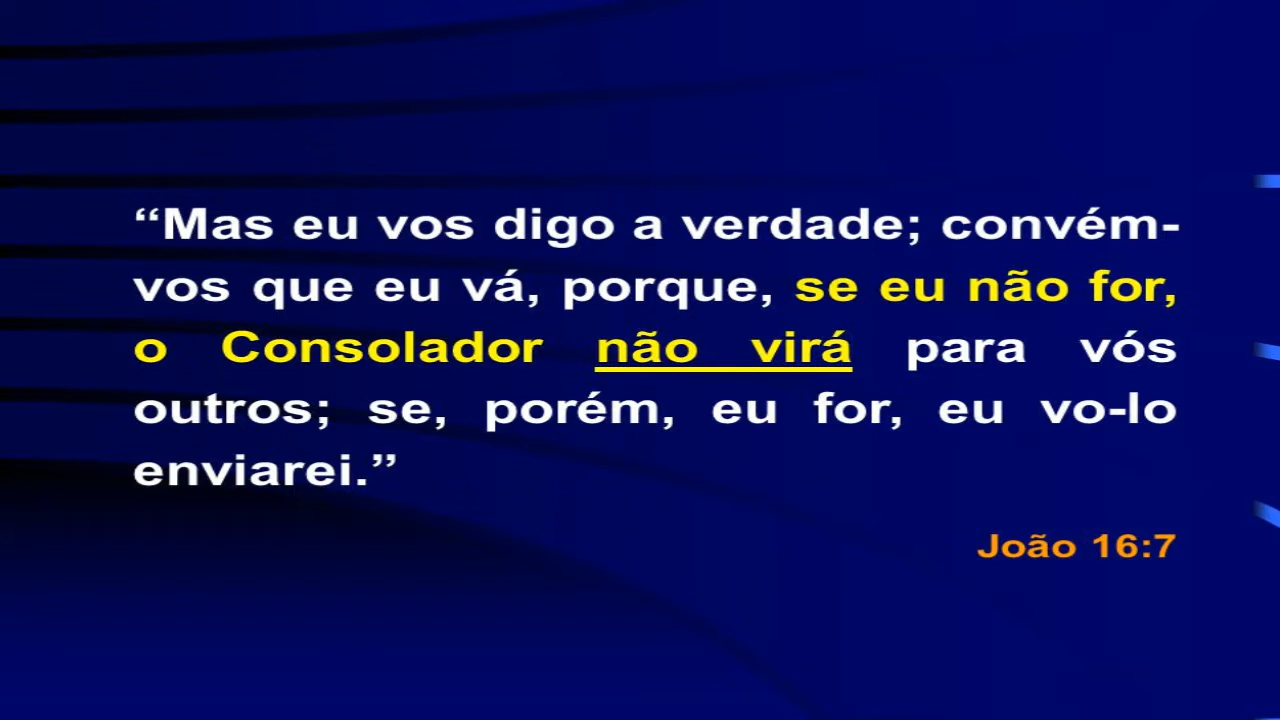 “Mas eu vos digo a verdade; convém-
vos que eu vá, porque, se eu não for,
o Consolador não virá para vós
outros; se, porém, eu for, eu vo-lo
enviarei.”
João 16:7